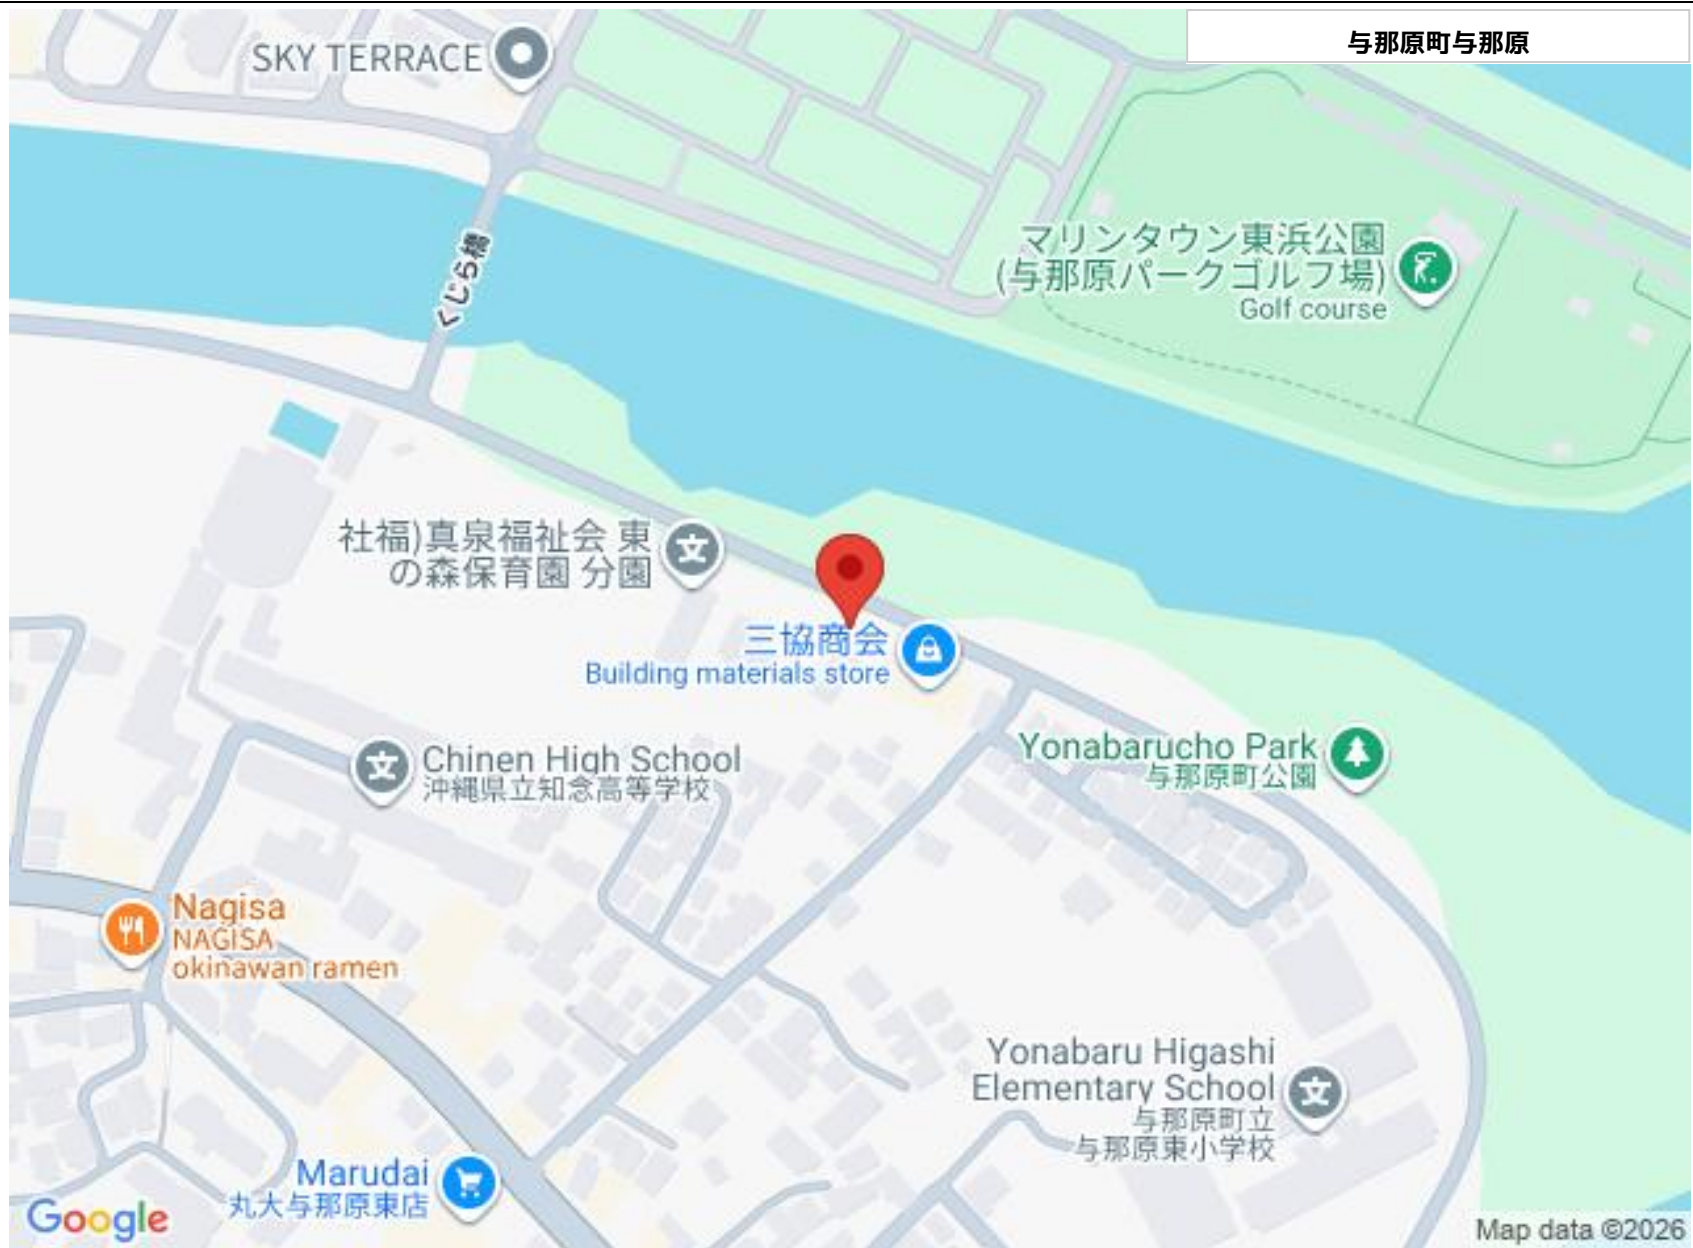 与那原町与那原
SKY TERRACE
くじら橋
マリンタウン東浜公園
(与那原パークゴルフ場)
Golf course
社福)真泉福祉会 東
の森保育園 分園
三協商会
Building materials store
Yonabarucho Park
与那原町公園
Chinen High School
沖縄県立知念高等学校
Nagisa
NAGISA
okinawan ramen
Yonabaru Higashi
Elementary School
与那原町立
与那原東小学校
Marudai
丸大与那原東店
Google
Map data ©2026